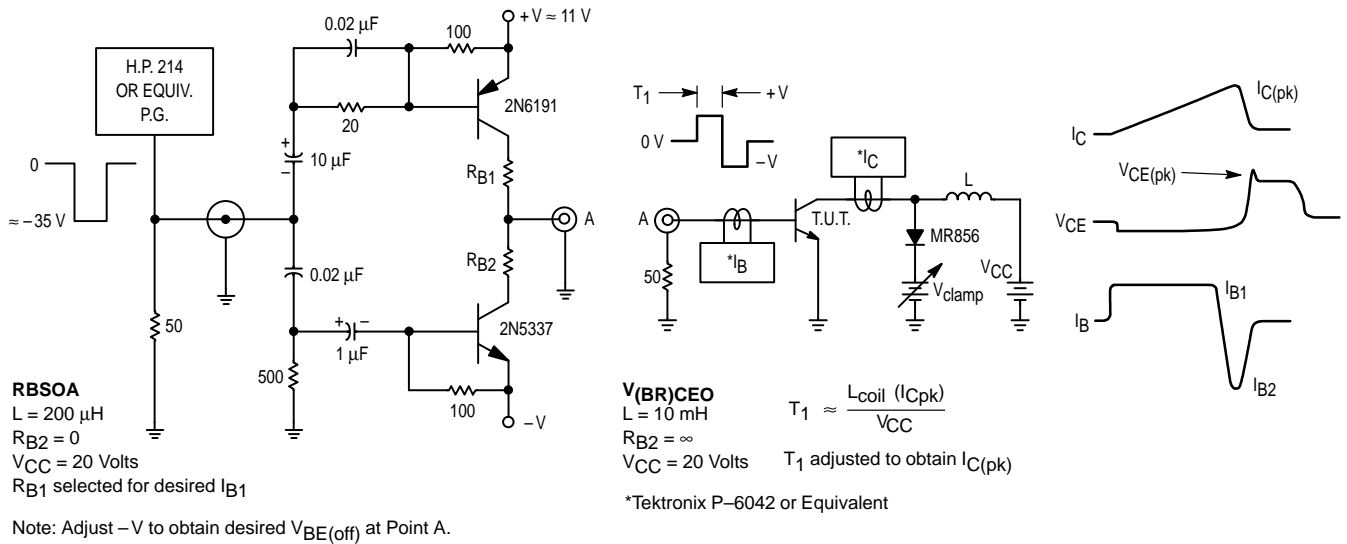 H.P. 214
OR EQUIV.
P.G.
0
≈ –35 V
50
0.02 μF
100
+V ≈ 11 V
20
2N6191
+
10 μF
–
RB1
A
RB2
0.02 μF
+ –
1 μF
2N5337
500
100
–V
T1
+V
0 V
–V
*IC
L
T.U.T.
A
*IB
50
MR856
Vclamp
VCC
IC(pk)
IC
VCE(pk)
VCE
IB1
IB
IB2
RBSOA
L = 200 μH
RB2 = 0
VCC = 20 Volts
RB1 selected for desired IB1
V(BR)CEO
L = 10 mH
RB2 = ∞
VCC = 20 Volts
T1 ≈ Lcoil (ICpk)
VCC
T1 adjusted to obtain IC(pk)
*Tektronix P–6042 or Equivalent
Note: Adjust –V to obtain desired VBE(off) at Point A.